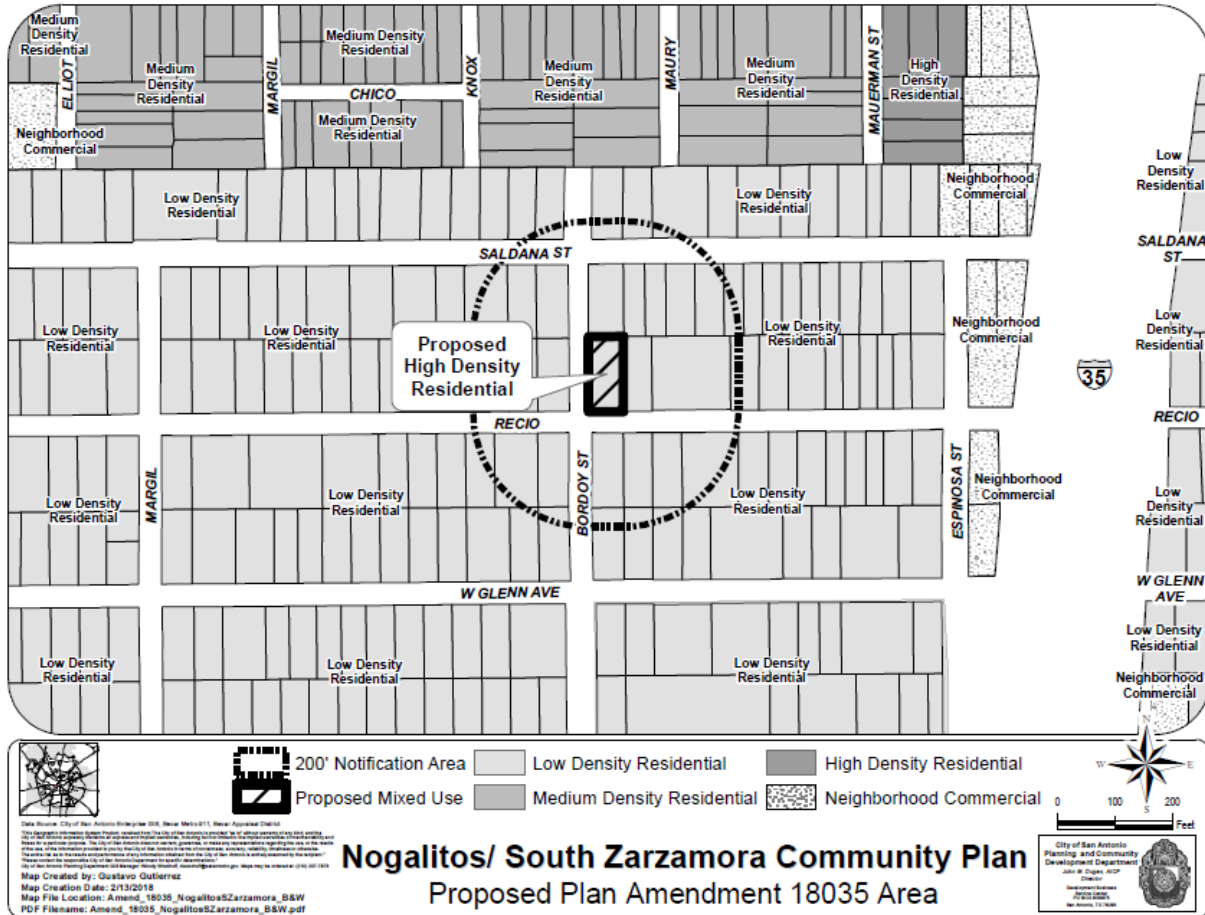 Medium
Density
Residential
Medium
Density
Residential
Medium Density
Residential
Medium
Density
Residential
Medium
Density
Residential
High
Density
Residential
ELLIOT
MARGIL
KNOX
MAURY
MAUERMAN ST
CHICO
Medium Density
Residential
Neighborhood
Commercial
Low Density
Residential
Low Density
Residential
Neighborhood
Commercial
Low
Density
Residential
SALDANA ST
SALDANA
ST
Low Density
Residential
Low Density
Residential
Proposed
High Density
Residential
Low Density
Residential
Neighborhood
Commercial
35
Low
Density
Residential
RECIO
RECIO
Low Density
Residential
MARGIL
Low Density
Residential
BORDOY ST
Low Density
Residential
ESPINOSA ST
Neighborhood
Commercial
Low
Density
Residential
W GLENN AVE
W GLENN
AVE
Low Density
Residential
Low Density
Residential
Low Density
Residential
Low Density
Residential
Neighborhood
Commercial
200' Notification Area
Low Density Residential
High Density Residential
Proposed Mixed Use
Medium Density Residential
Neighborhood Commercial
N
W
E
S
0 100 200
Feet
Map Created by: Gustavo Gutierrez
Map Creation Date: 2/13/2018
Map File Location: Amend_18035_NogalitosSZarzamora_B&W
PDF Filename: Amend_18035_NogalitosSZarzamora_B&W.pdf
Nogalitos/ South Zarzamora Community Plan
Proposed Plan Amendment 18035 Area
City of San Antonio
Planning and Community
Development Department